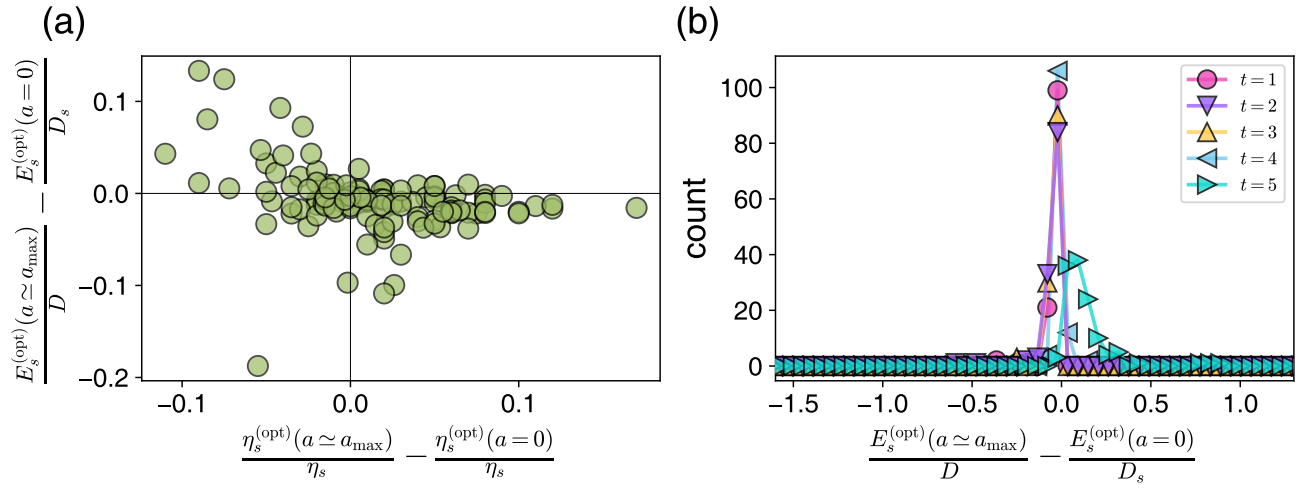 (a)
(b)
E_s^(opt)(a ≃ a_max) / D − E_s^(opt)(a = 0) / D_s
0.1
0.0
−0.1
−0.2
−0.1
0.0
0.1
η_s^(opt)(a ≃ a_max) / η_s − η_s^(opt)(a = 0) / η_s
count
100
80
60
40
20
0
t = 1
t = 2
t = 3
t = 4
t = 5
−1.5
−1.0
−0.5
0.0
0.5
1.0
E_s^(opt)(a ≃ a_max) / D − E_s^(opt)(a = 0) / D_s